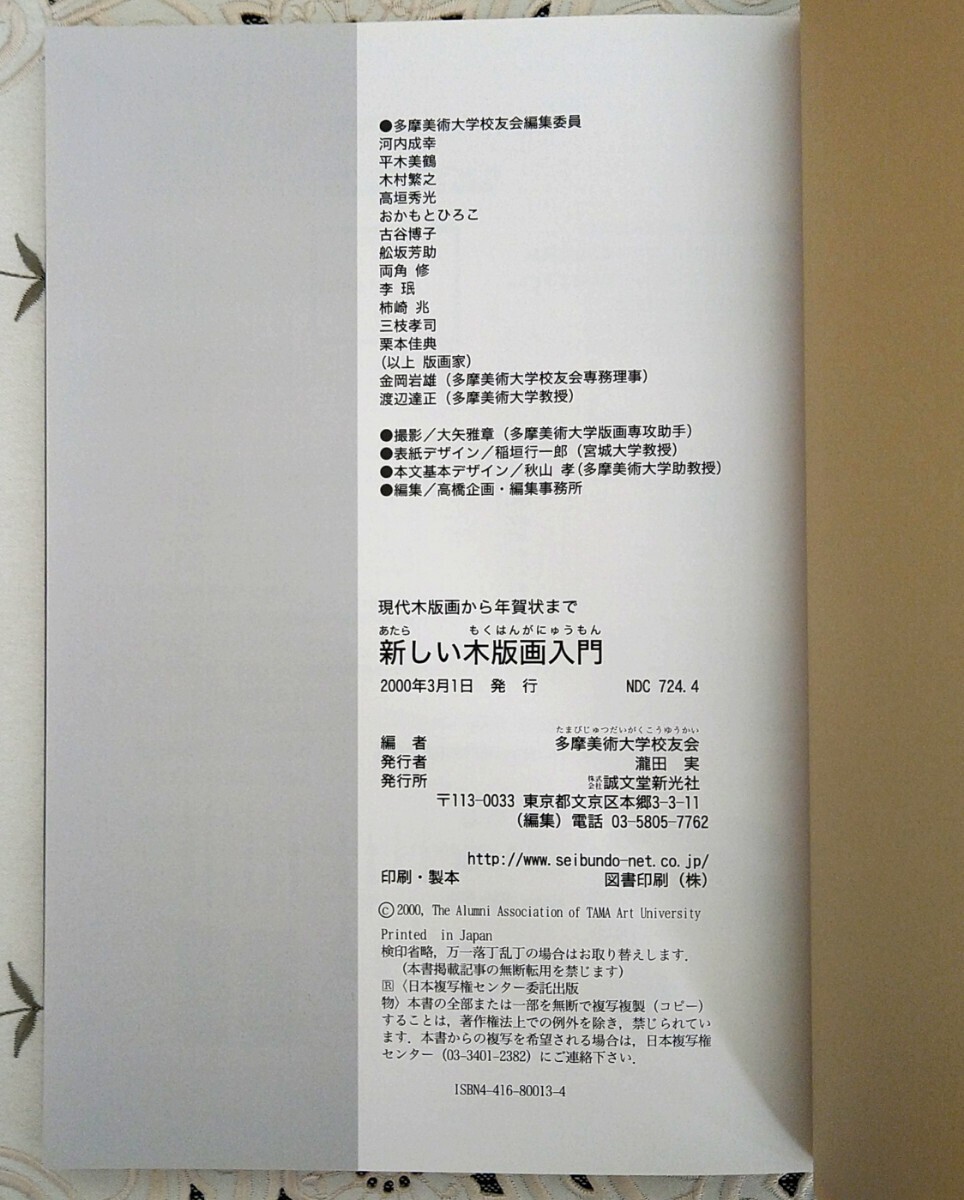 ●多摩美術大学校友会編集委員
河内成幸
平木美鶴
木村繁之
高垣秀光
おかもとひろこ
古谷博子
舩坂芳助
両角 修
李 珉
柿崎 兆
三枝孝司
栗本佳典
(以上 版画家)
金岡岩雄(多摩美術大学校友会専務理事)
渡辺達正(多摩美術大学教授)
●撮影/大矢雅章(多摩美術大学版画専攻助手)
●表紙デザイン/稲垣行一郎(宮城大学教授)
●本文基本デザイン/秋山 孝(多摩美術大学助教授)
●編集/高橋企画・編集事務所
現代木版画から年賀状まで
あたら もくはんがにゅうもん
新しい木版画入門
2000年3月1日 発 行 NDC 724.4
たまびじゅつだいがくこうゆうかい
編 者 多摩美術大学校友会
発行者 瀧田 実
発行所 株式会社 誠文堂新光社
〒113-0033 東京都文京区本郷3-3-11
(編集) 電話 03-5805-7762
http://www.seibundo-net.co.jp/
印刷・製本 図書印刷(株)
©2000, The Alumni Association of TAMA Art University
Printed in Japan
検印省略,万一落丁乱丁の場合はお取り替えします.
(本書掲載記事の無断転用を禁じます)
🅁〈日本複写権センター委託出版
物〉本書の全部または一部を無断で複写複製(コピー)
することは,著作権法上での例外を除き,禁じられてい
ます.本書からの複写を希望される場合は,日本複写権
センター(03-3401-2382)にご連絡下さい.
ISBN4-416-80013-4